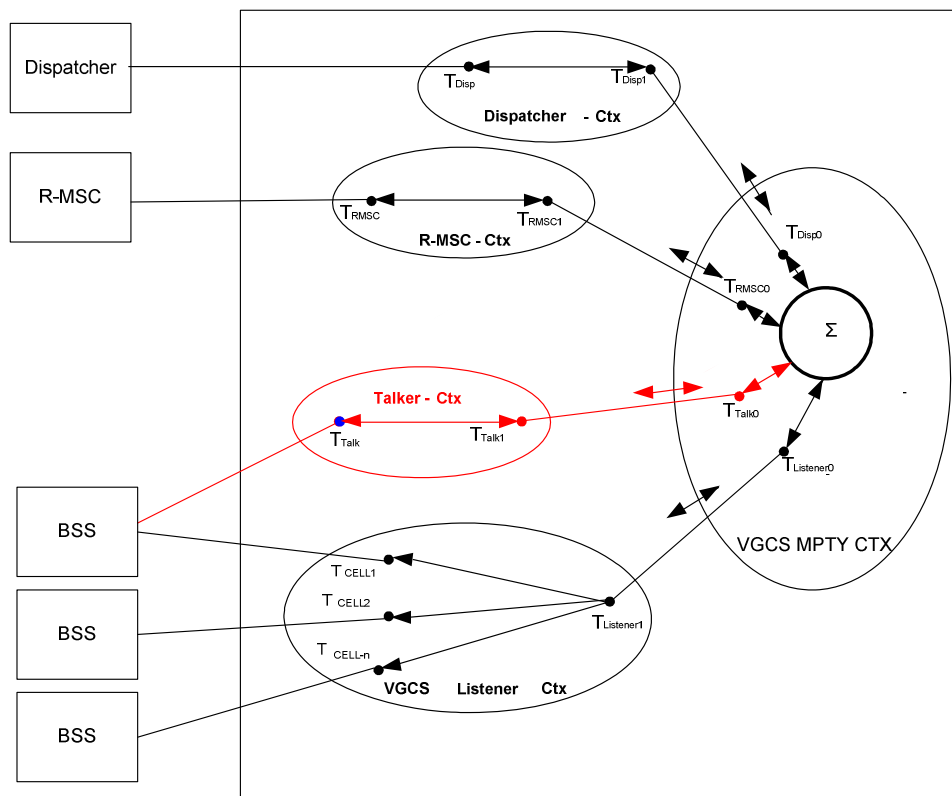 Dispatcher
TDisp
TDisp1
Dispatcher - Ctx
R-MSC
TRMSC
TRMSC1
R-MSC - Ctx
TDisp0
TRMSC0
Σ
Talker - Ctx
TTalk
TTalk1
TTalk0
-
TListener_0
BSS
VGCS MPTY CTX
T CELL1
T CELL2
BSS
TListener1
T CELL-n
VGCS Listener Ctx
BSS